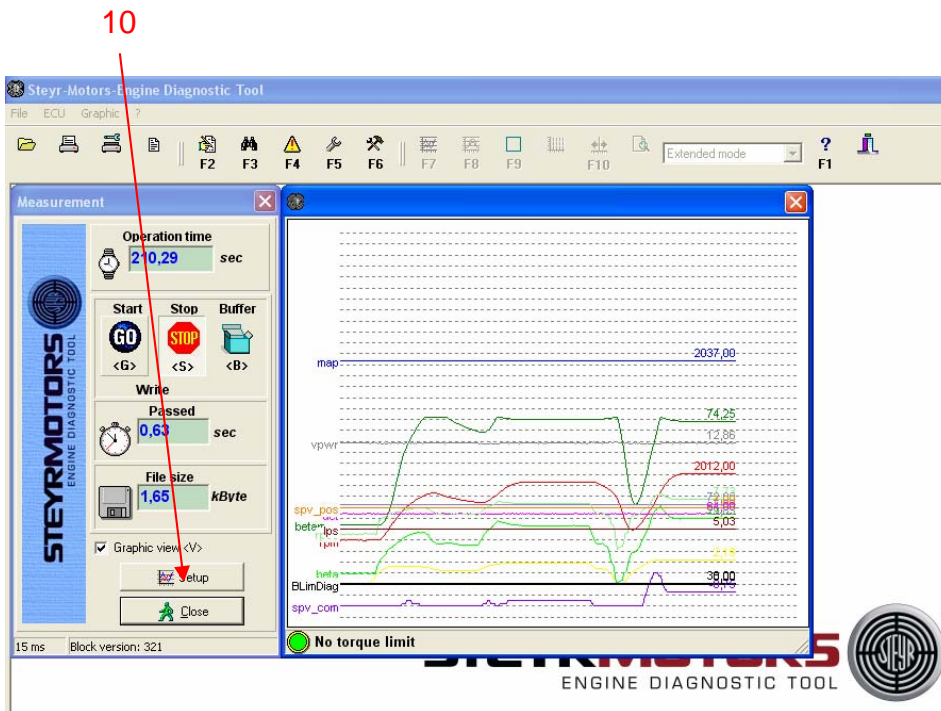 10
Steyr-Motors-Engine Diagnostic Tool
File ECU Graphic ?
F2 F3 F4 F5 F6 F7 F8 F9 F10 Extended mode ? F1
Measurement
Operation time
210,29 sec
Start Stop Buffer
GO STOP
<G> <S> <B>
Write
Passed
0,63 sec
File size
1,65 kByte
Graphic view <V>
Setup
Close
15 ms Block version: 321
STEYRMOTORS
ENGINE DIAGNOSTIC TOOL
map 2037,00
74,25
vpwr 12,86
2012,00
spv_pos
lps 5,03
rpm
beta
BLimDiag
spv_com
No torque limit
STEYRMOTORS
ENGINE DIAGNOSTIC TOOL
STEYR